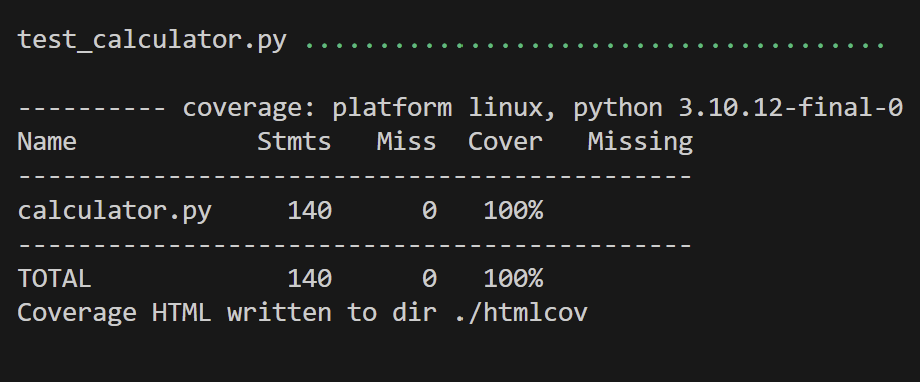 test_calculator.py .......................................

---------- coverage: platform linux, python 3.10.12-final-0
Name            Stmts   Miss  Cover   Missing
---------------------------------------------
calculator.py     140      0   100%
---------------------------------------------
TOTAL             140      0   100%
Coverage HTML written to dir ./htmlcov